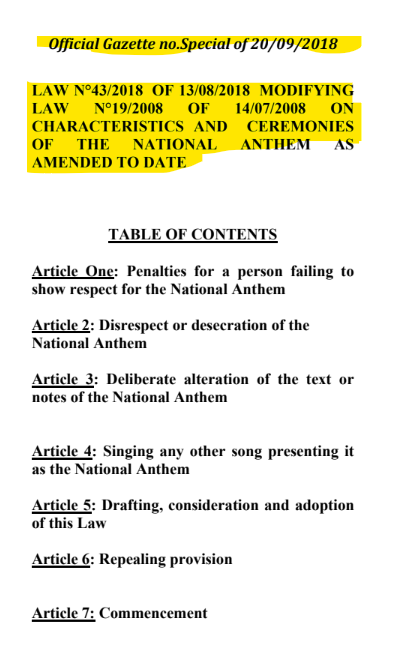 Official Gazette no.Special of 20/09/2018
LAW N°43/2018 OF 13/08/2018 MODIFYING
LAW N°19/2008 OF 14/07/2008 ON
CHARACTERISTICS AND CEREMONIES
OF THE NATIONAL ANTHEM AS
AMENDED TO DATE
TABLE OF CONTENTS
Article One: Penalties for a person failing to
show respect for the National Anthem
Article 2: Disrespect or desecration of the
National Anthem
Article 3: Deliberate alteration of the text or
notes of the National Anthem
Article 4: Singing any other song presenting it
as the National Anthem
Article 5: Drafting, consideration and adoption
of this Law
Article 6: Repealing provision
Article 7: Commencement